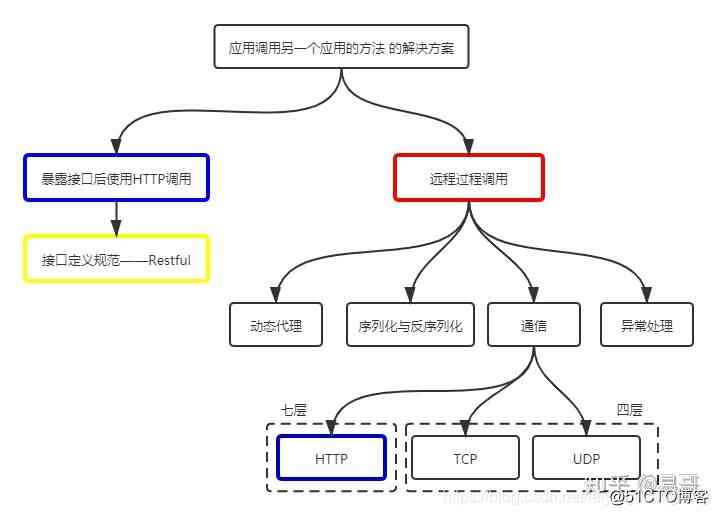 应用调用另一个应用的方法 的解决方案
暴露接口后使用HTTP调用
远程过程调用
接口定义规范——Restful
动态代理
序列化与反序列化
通信
异常处理
七层
四层
HTTP
TCP
UDP
知乎 @易哥
@51CTO博客